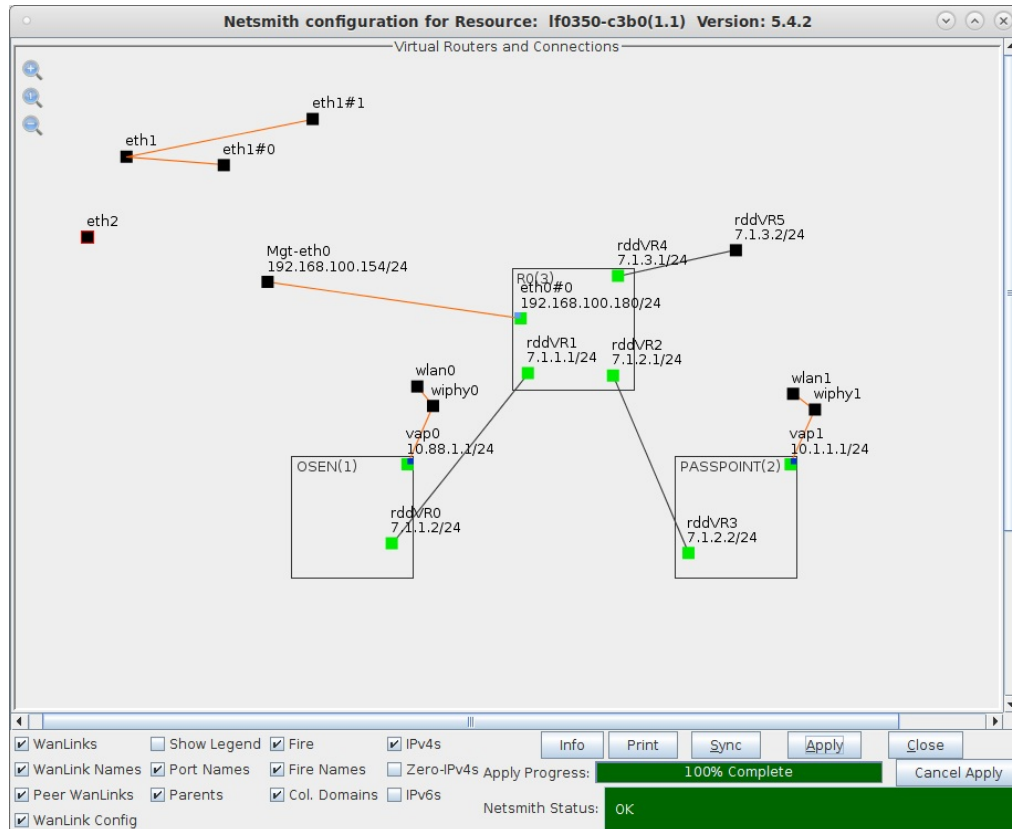 Netsmith configuration for Resource: lf0350-c3b0(1.1) Version: 5.4.2
Virtual Routers and Connections
eth1#1
eth1
eth1#0
eth2
rddVR5
7.1.3.2/24
Mgt-eth0
192.168.100.154/24
rddVR4
7.1.3.1/24
R0(3)
eth0#0
192.168.100.180/24
rddVR1
7.1.1.1/24
rddVR2
7.1.2.1/24
wlan0
wiphy0
wlan1
wiphy1
vap0
10.88.1.1/24
vap1
10.1.1.1/24
OSEN(1)
PASSPOINT(2)
rddVR0
7.1.1.2/24
rddVR3
7.1.2.2/24
WanLinks Show Legend Fire IPv4s Info Print Sync Apply Close
WanLink Names Port Names Fire Names Zero-IPv4s Apply Progress: 100% Complete Cancel Apply
Peer WanLinks Parents Col. Domains IPv6s Netsmith Status: OK
WanLink Config